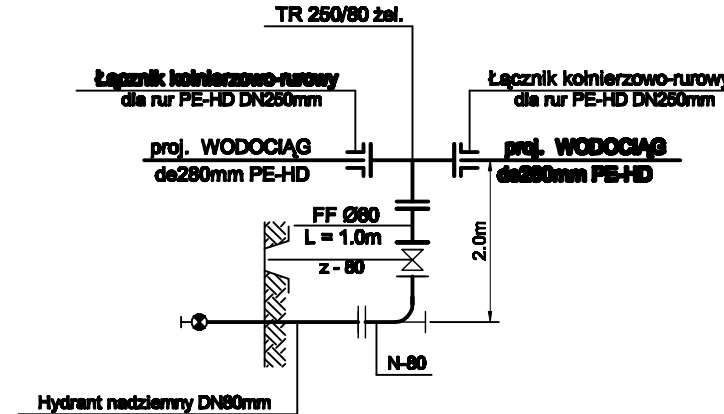 TR 250/80 żel.
Łącznik kołnierzowo-rurowy
dla rur PE-HD DN250mm
Łącznik kołnierzowo-rurowy
dla rur PE-HD DN250mm
proj. WODOCIĄG
de280mm PE-HD
proj. WODOCIĄG
de280mm PE-HD
FF Ø80
L = 1.0m
z - 80
2.0m
N-80
Hydrant nadziemny DN80mm